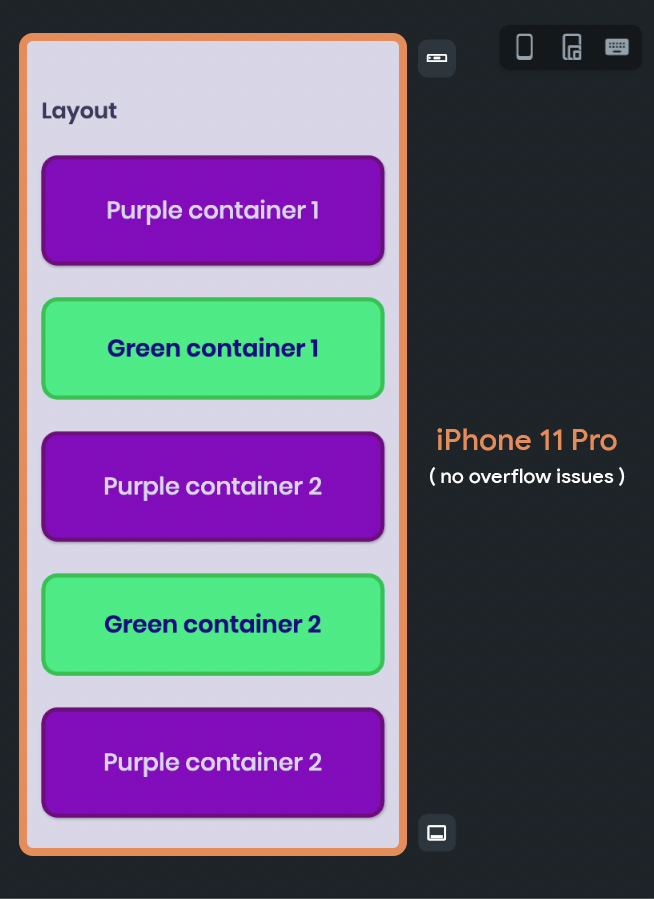 Layout
Purple container 1
Green container 1
Purple container 2
Green container 2
Purple container 2
iPhone 11 Pro
( no overflow issues )